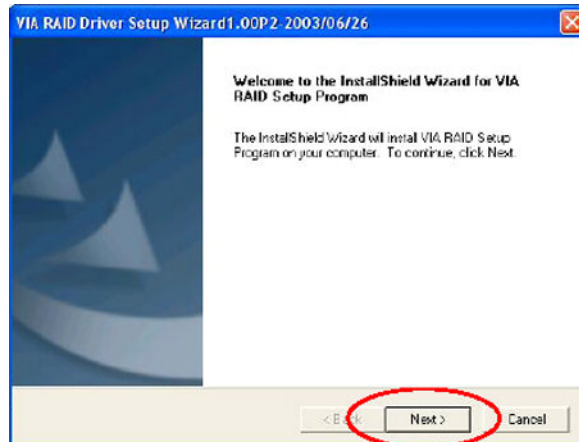 VIA RAID Driver Setup Wizard1.00P2-2003/06/26
Welcome to the InstallShield Wizard for VIA
RAID Setup Program
The InstallShield Wizard will install VIA RAID Setup
Program on your computer. To continue, click Next.
< Back
Next >
Cancel